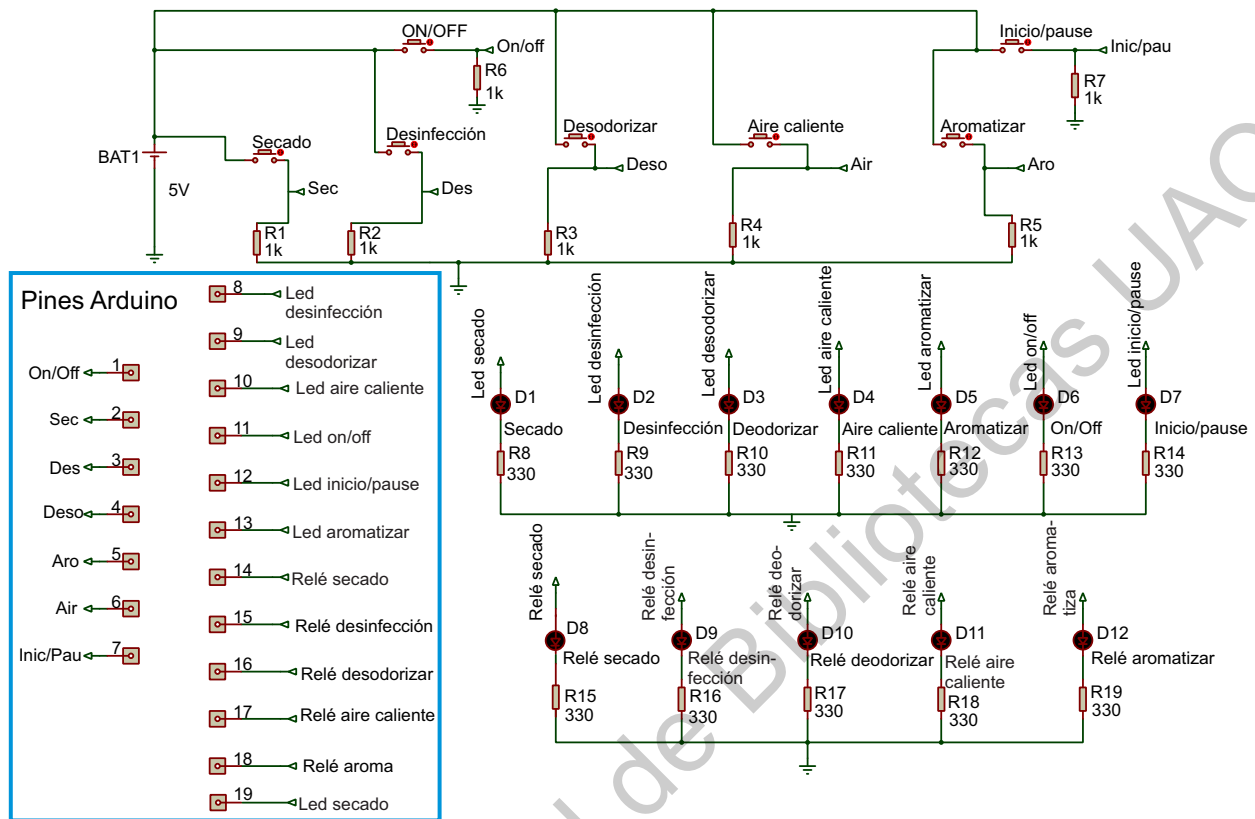 ON/OFF
On/off
R6
1k
Inicio/pause
Inic/pau
R7
1k
BAT1
5V
Secado
Sec
R1
1k
Desinfección
Des
R2
1k
Desodorizar
Deso
R3
1k
Aire caliente
Air
R4
1k
Aromatizar
Aro
R5
1k
Pines Arduino
On/Off
1
Sec
2
Des
3
Deso
4
Aro
5
Air
6
Inic/Pau
7
8
Led
desinfección
9
Led
desodorizar
10
Led aire caliente
11
Led on/off
12
Led inicio/pause
13
Led aromatizar
14
Relé secado
15
Relé desinfección
16
Relé desodorizar
17
Relé aire caliente
18
Relé aroma
19
Led secado
Led secado
D1
Secado
R8
330
Led desinfección
D2
Desinfección
R9
330
Led desodorizar
D3
Deodorizar
R10
330
Led aire caliente
D4
Aire caliente
R11
330
Led aromatizar
D5
Aromatizar
R12
330
Led on/off
D6
On/Off
R13
330
Led inicio/pause
D7
Inicio/pause
R14
330
Relé secado
D8
Relé secado
R15
330
Relé desin-
fección
D9
Relé desin-
fección
R16
330
Relé deo-
dorizar
D10
Relé deodorizar
R17
330
Relé aire
caliente
D11
Relé aire
caliente
R18
330
Relé aroma-
tiza
D12
Relé aromatizar
R19
330
de Bibliotecas UAQ